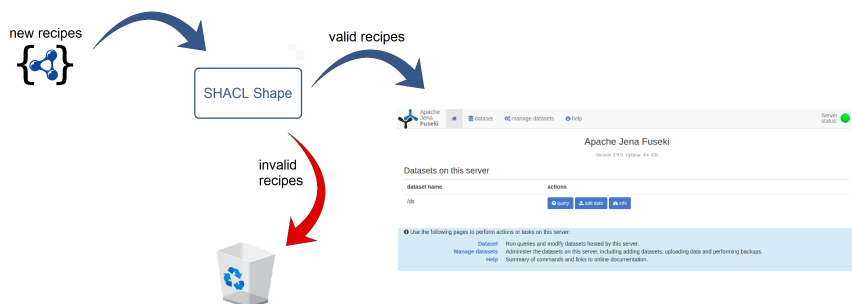 new recipes
valid recipes
SHACL Shape
invalid
recipes
Apache
Jena
Fuseki
dataset
manage datasets
help
Server
status:
Apache Jena Fuseki
Datasets on this server
dataset name
actions
/ds
query
add data
info
Use the following pages to perform actions or tasks on this server:
Dataset Run queries and modify datasets hosted by this server.
Manage datasets Administer the datasets on this server, including adding datasets, uploading data and performing backups.
Help Summary of commands and links to online documentation.